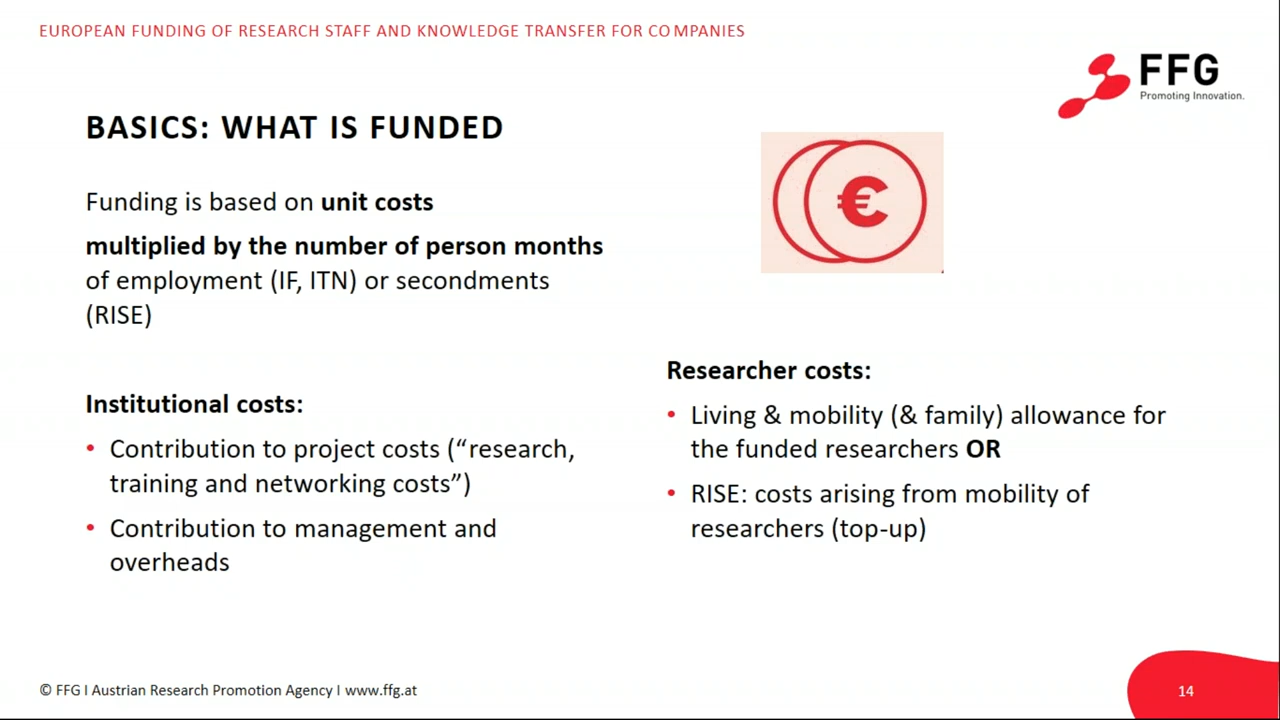 EUROPEAN FUNDING OF RESEARCH STAFF AND KNOWLEDGE TRANSFER FOR COMPANIES
FFG
Promoting Innovation.
BASICS: WHAT IS FUNDED
€
Funding is based on unit costs
multiplied by the number of person months
of employment (IF, ITN) or secondments
(RISE)
Institutional costs:
• Contribution to project costs (“research,
training and networking costs”)
• Contribution to management and
overheads
Researcher costs:
• Living & mobility (& family) allowance for
the funded researchers OR
• RISE: costs arising from mobility of
researchers (top-up)
© FFG I Austrian Research Promotion Agency I www.ffg.at
14